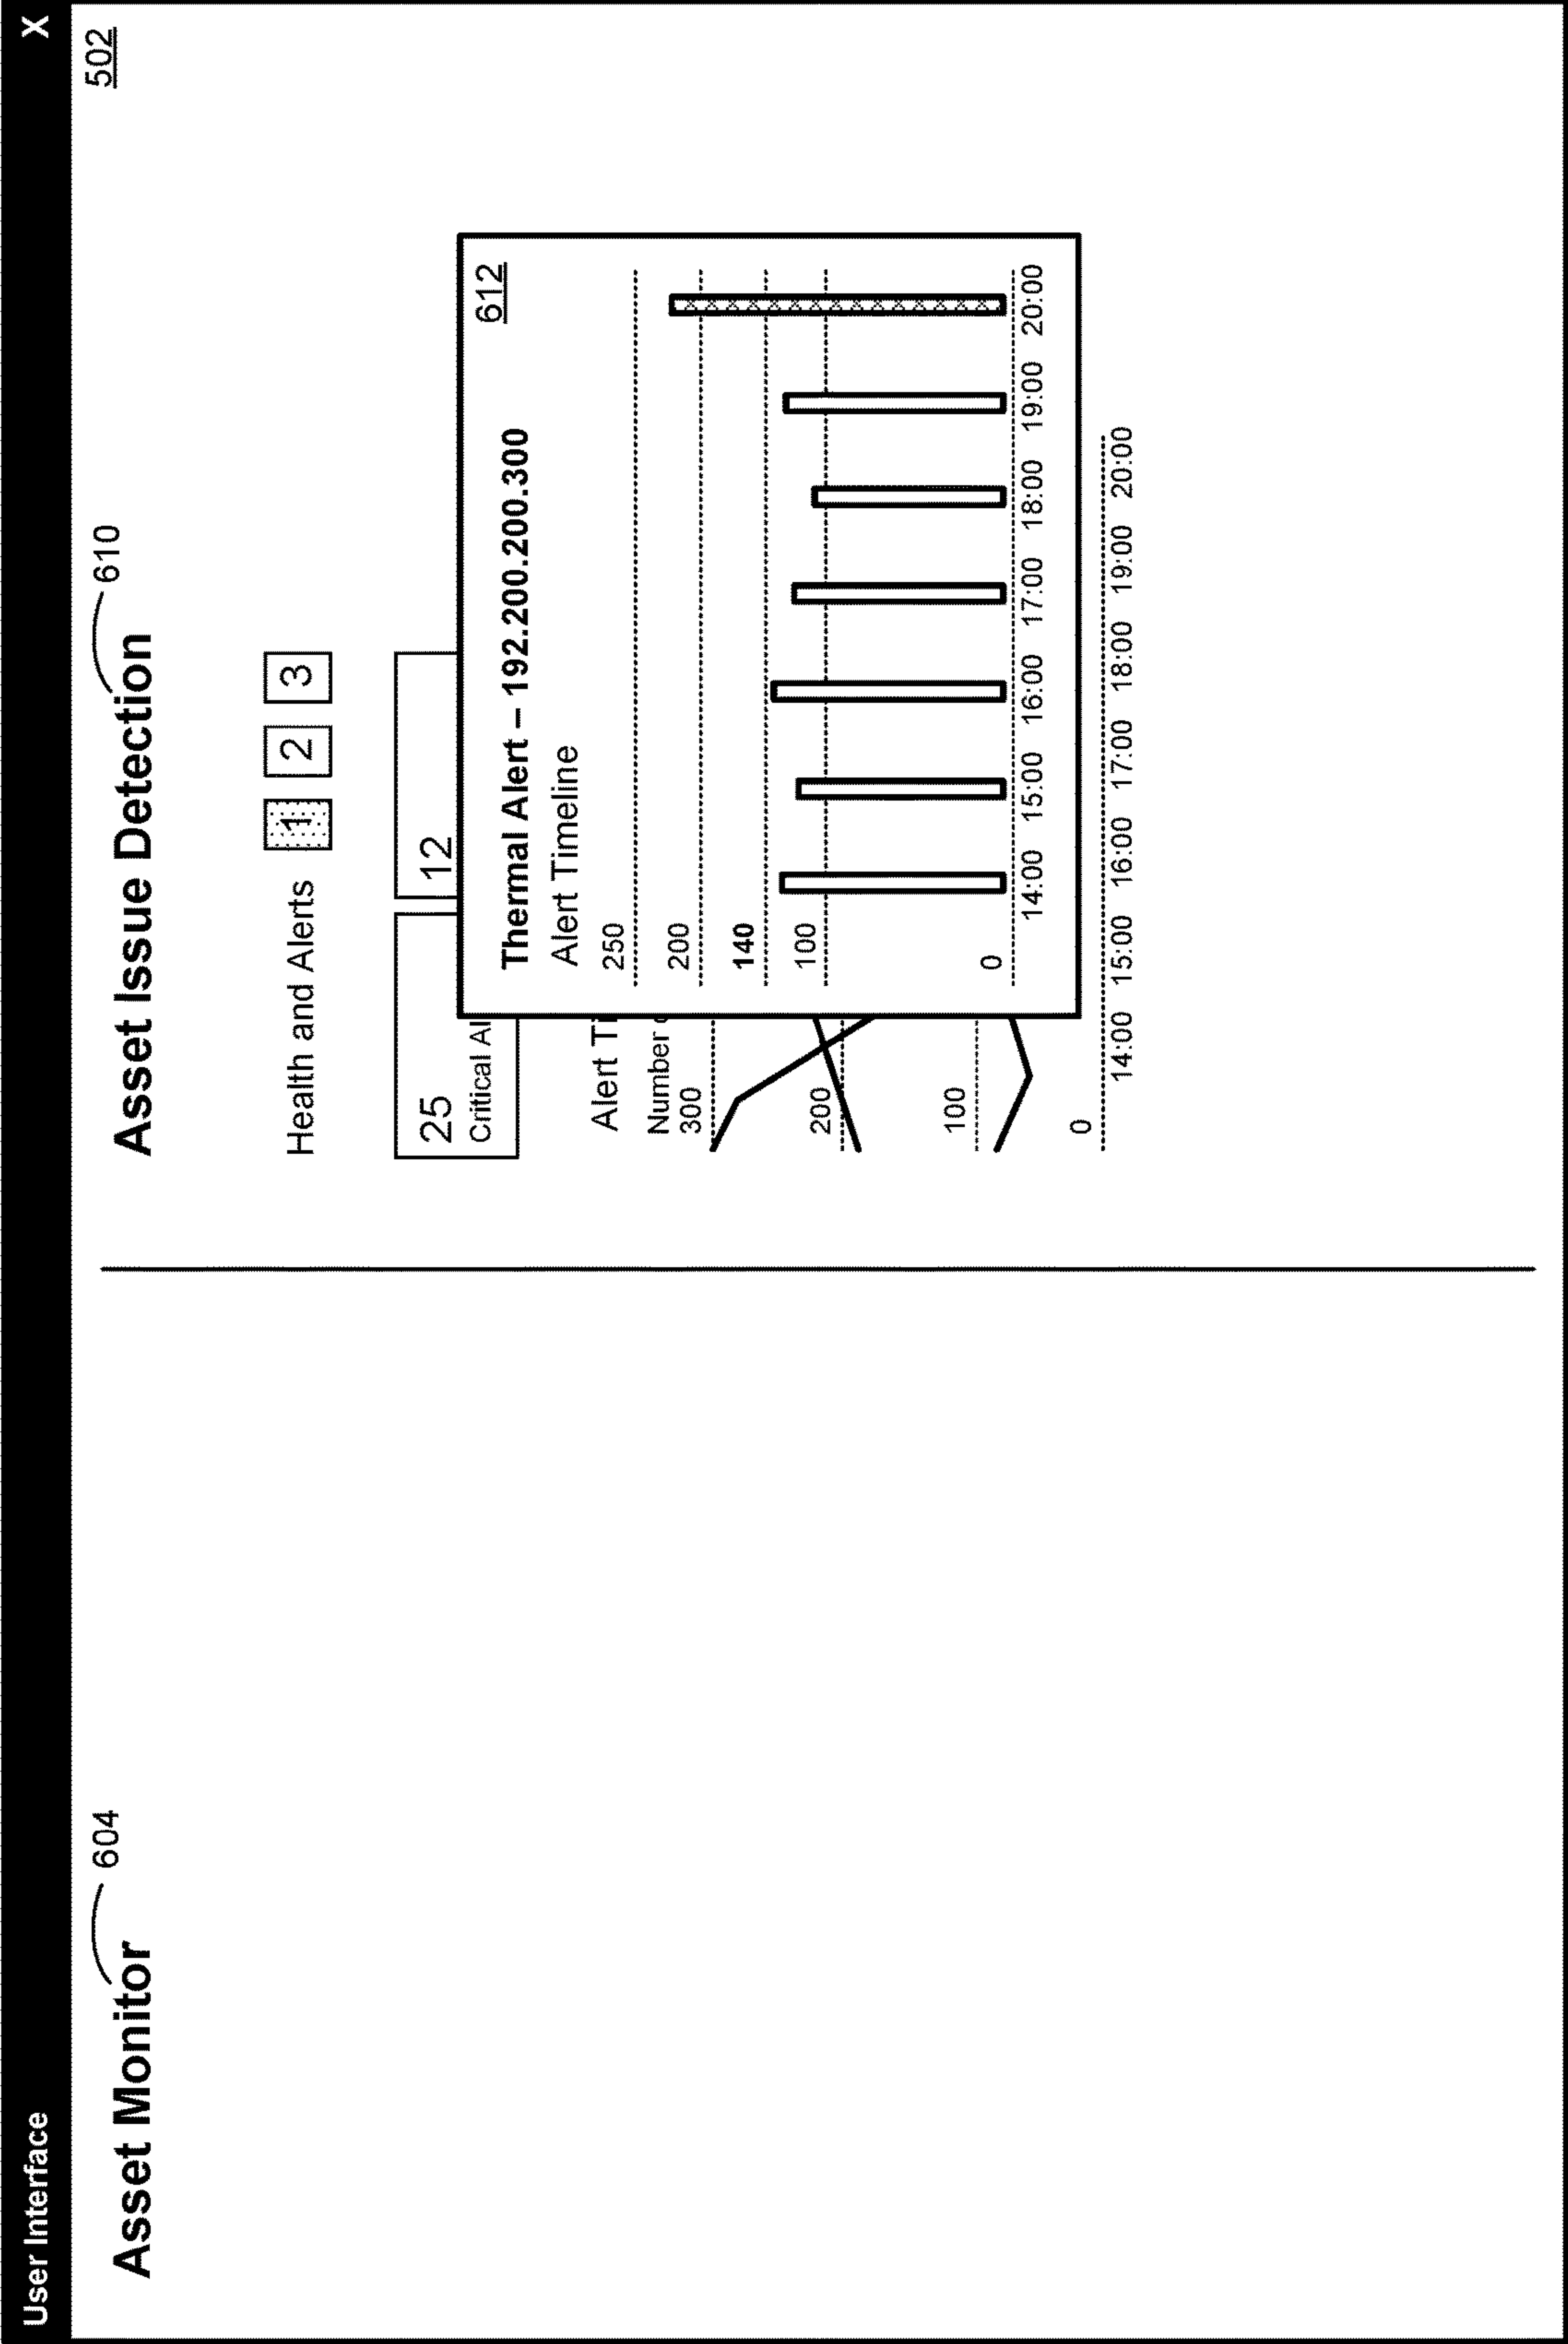 User Interface X
502
Asset Monitor 604
Asset Issue Detection 610
Health and Alerts 1 2 3
25
Critical Al
12
Alert Ti
Number
300
200
100
0
14:00 15:00 16:00 17:00 18:00 19:00 20:00
612
Thermal Alert – 192.200.200.300
Alert Timeline
250
200
140
100
0
14:00 15:00 16:00 17:00 18:00 19:00 20:00